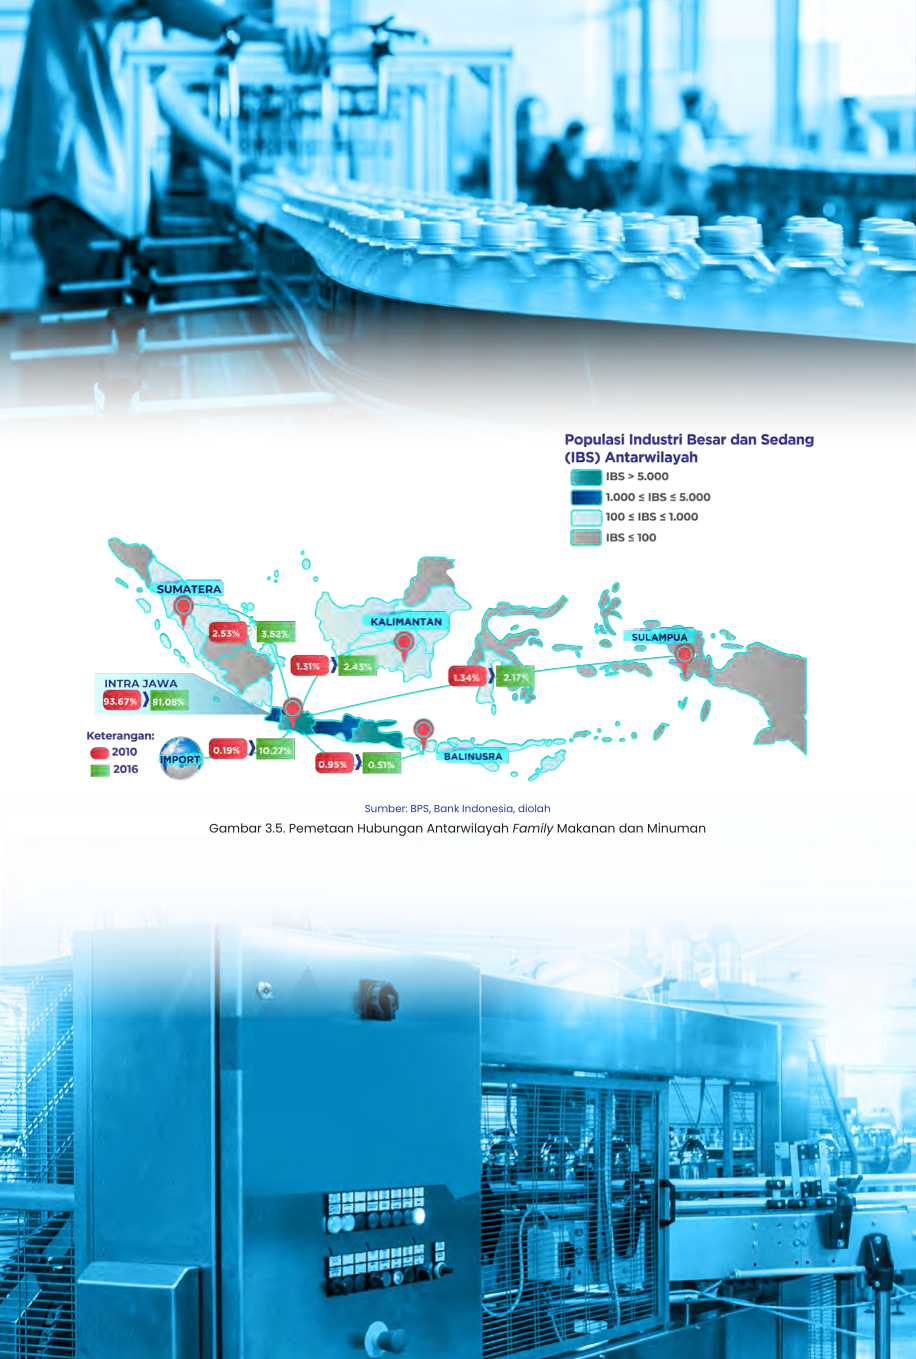 Populasi Industri Besar dan Sedang
(IBS) Antarwilayah
IBS > 5.000
1.000 ≤ IBS ≤ 5.000
100 ≤ IBS ≤ 1.000
IBS ≤ 100
SUMATERA
2.53% 3.52%
KALIMANTAN
1.31% 2.43%
SULAMPUA
1.34% 2.17%
INTRA JAWA
93.67% 81.08%
Keterangan:
2010
2016
IMPORT
0.19% 10.27%
0.95% 0.51%
BALINUSRA
Sumber: BPS, Bank Indonesia, diolah
Gambar 3.5. Pemetaan Hubungan Antarwilayah Family Makanan dan Minuman